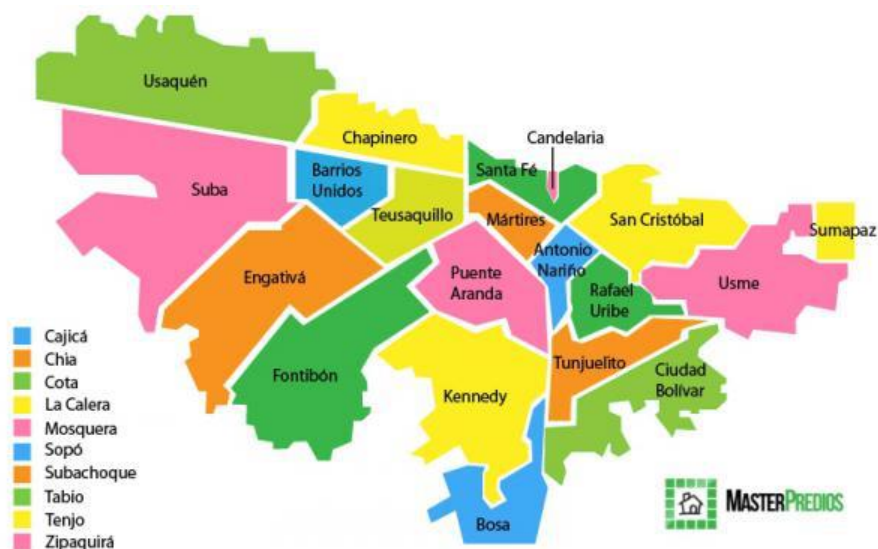 Usaquén
Chapinero
Candelaria
Barrios
Unidos
Santa Fé
Suba
Teusaquillo
Mártires
San Cristóbal
Sumapaz
Antonio
Nariño
Engativá
Puente
Aranda
Usme
Rafael
Uribe
Fontibón
Tunjuelito
Ciudad
Bolívar
Kennedy
Bosa
Cajicá
Chia
Cota
La Calera
Mosquera
Sopó
Subachoque
Tabio
Tenjo
Zipaquirá
MASTERPREDIOS